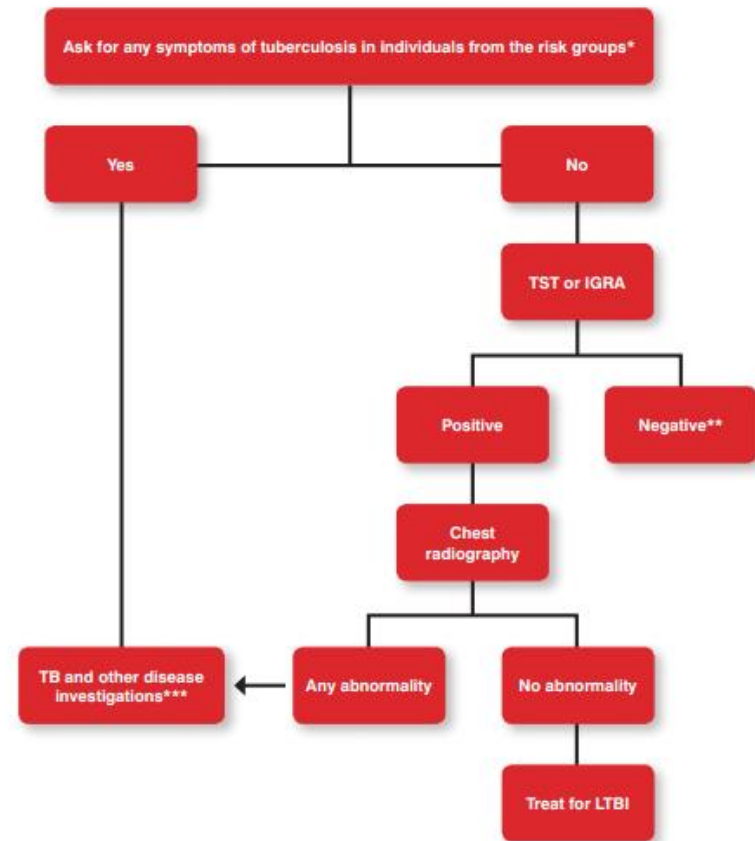 Ask for any symptoms of tuberculosis in individuals from the risk groups*
Yes
No
TST or IGRA
Positive
Negative**
Chest
radiography
TB and other disease
investigations***
Any abnormality
No abnormality
Treat for LTBI